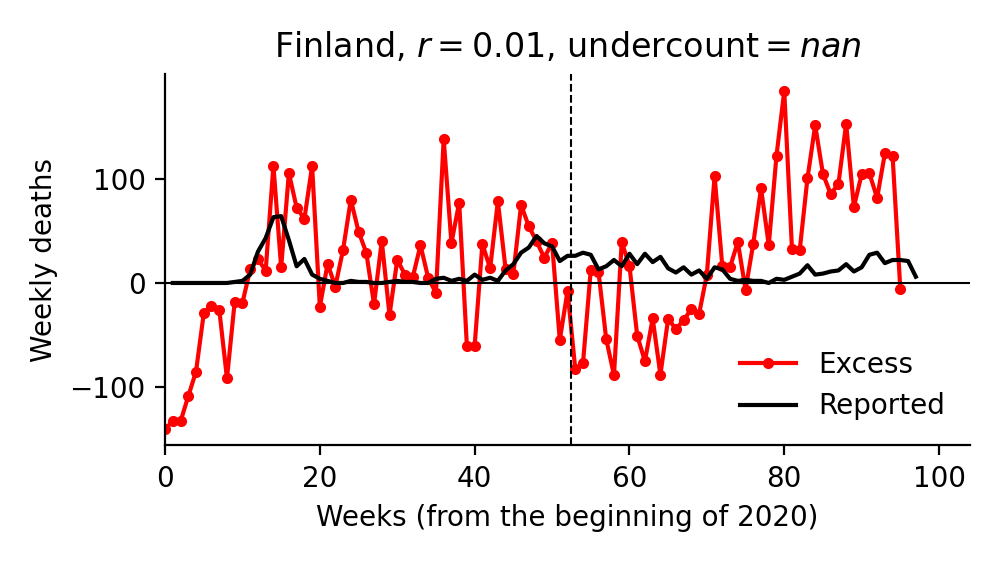 Finland, r = 0.01, undercount = nan
Weekly deaths
100
0
−100
Excess
Reported
0 20 40 60 80 100
Weeks (from the beginning of 2020)